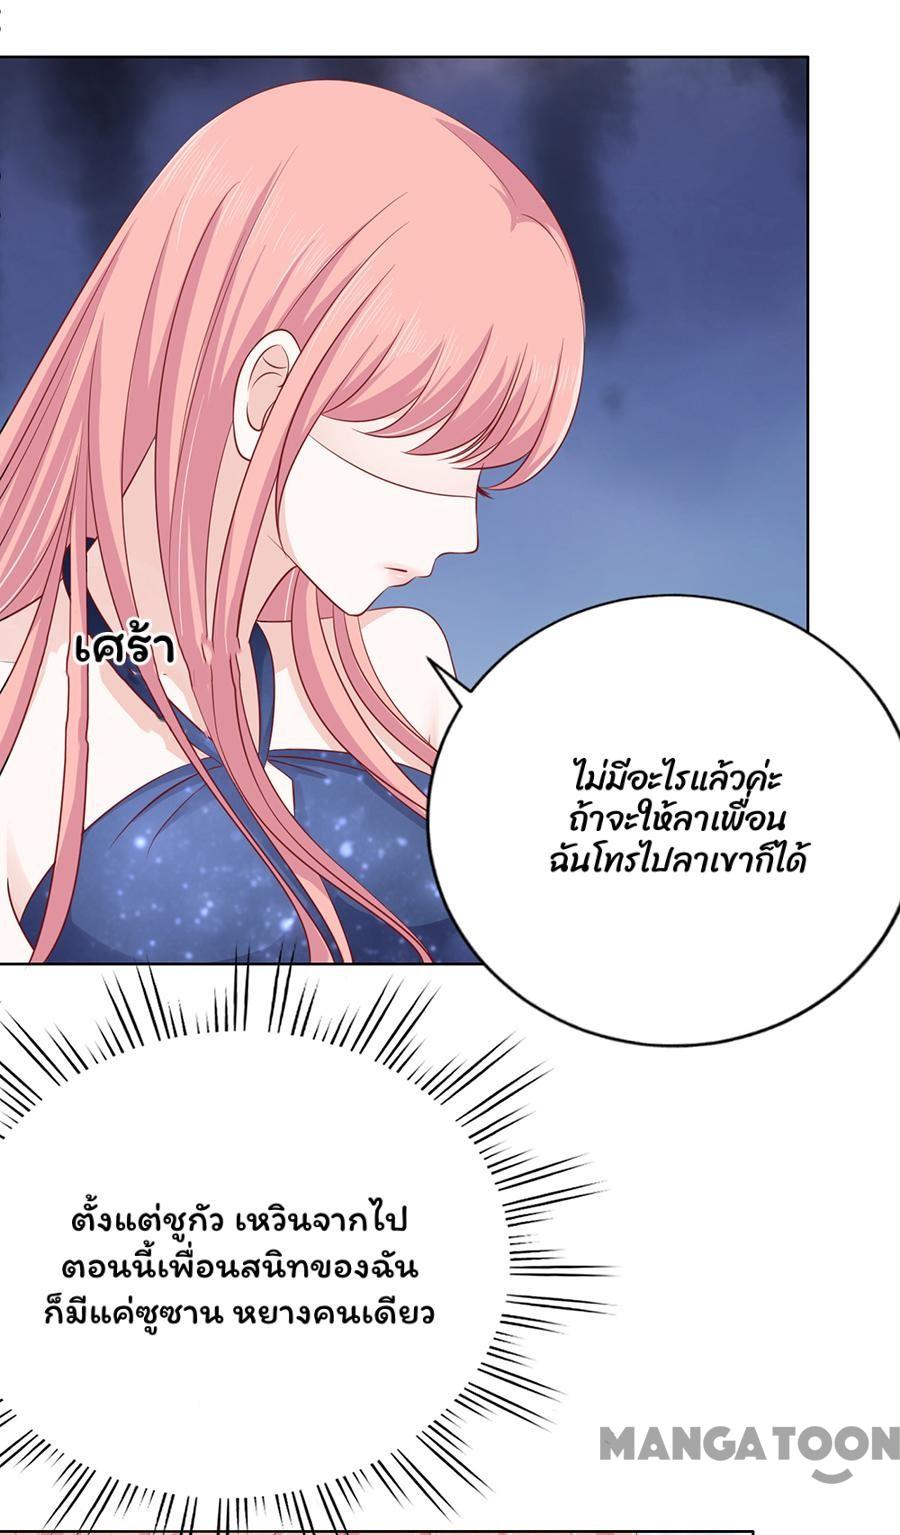 เศร้า
ไม่มีอะไรแล้วค่ะ
ถ้าจะให้ลาเพื่อน
ฉันโทรไปลาเขาก็ได้
ตั้งแต่ชูกัว เหวินจากไป
ตอนนี้เพื่อนสนิทของฉัน
ก็มีแค่ซูซาน หยางคนเดียว
MANGATOON